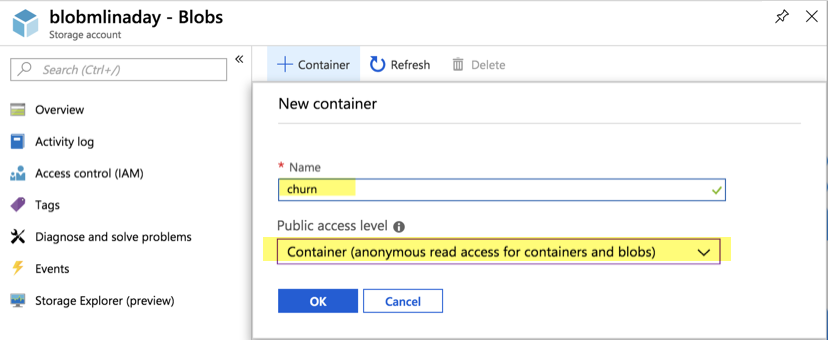 blobmlinaday - Blobs
Storage account
Search (Ctrl+/)
«
Overview
Activity log
Access control (IAM)
Tags
Diagnose and solve problems
Events
Storage Explorer (preview)
+ Container
Refresh
Delete
New container
* Name
churn
Public access level
Container (anonymous read access for containers and blobs)
OK
Cancel